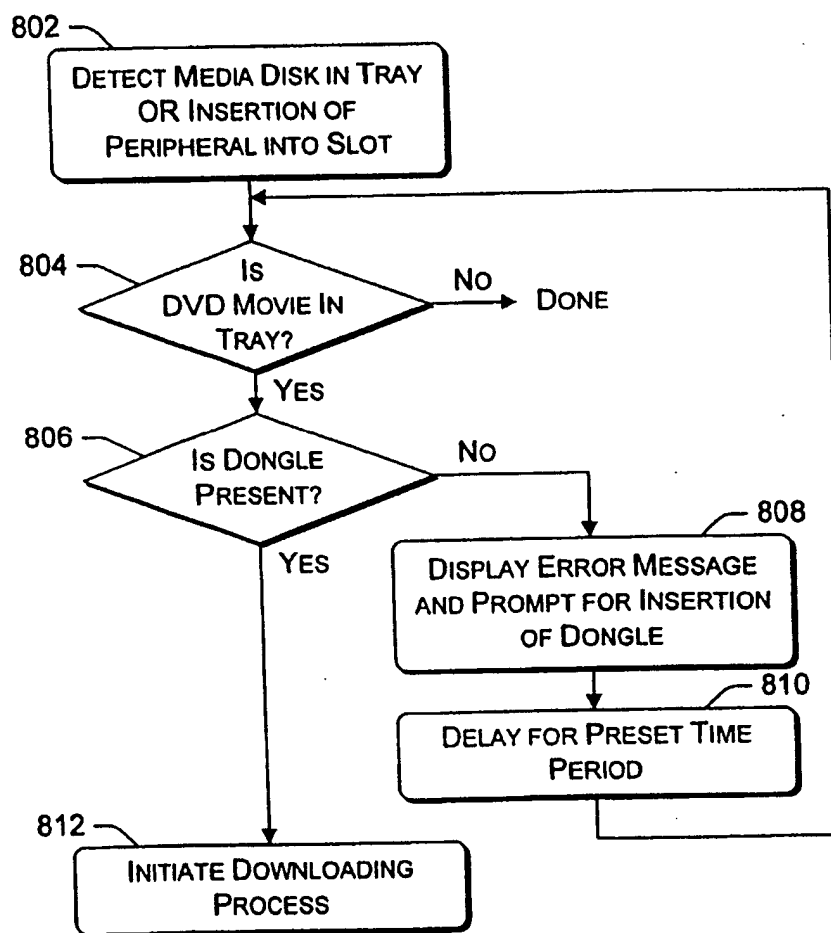 802
DETECT MEDIA DISK IN TRAY
OR INSERTION OF
PERIPHERAL INTO SLOT
804
IS
DVD MOVIE IN
TRAY?
NO
DONE
YES
806
IS DONGLE
PRESENT?
NO
YES
808
DISPLAY ERROR MESSAGE
AND PROMPT FOR INSERTION
OF DONGLE
810
DELAY FOR PRESET TIME
PERIOD
812
INITIATE DOWNLOADING
PROCESS